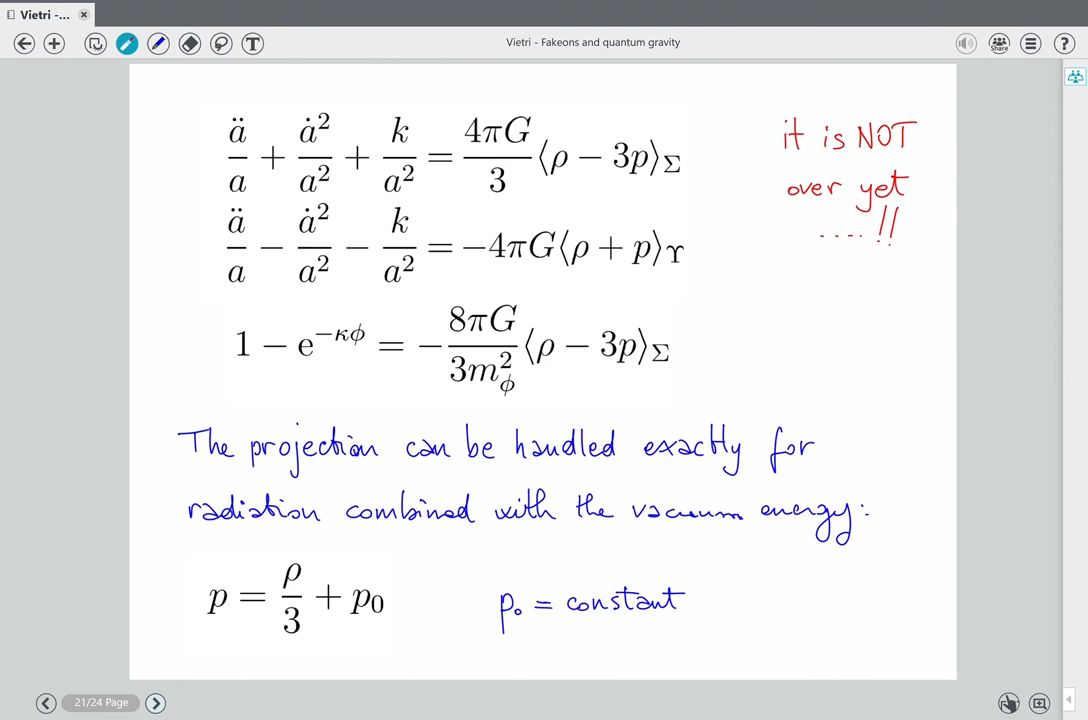 Vietri -...
Vietri - Fakeons and quantum gravity
Share
ä/a + ȧ²/a² + k/a² = 4πG/3 ⟨ρ − 3p⟩_Σ
ä/a − ȧ²/a² − k/a² = −4πG⟨ρ + p⟩_Υ
1 − e^{−κϕ} = − 8πG/3m_ϕ² ⟨ρ − 3p⟩_Σ
it is NOT
over yet
.....!!
The projection can be handled exactly for
radiation combined with the vacuum energy:
p = ρ/3 + p₀
p₀ = constant
21/24 Page